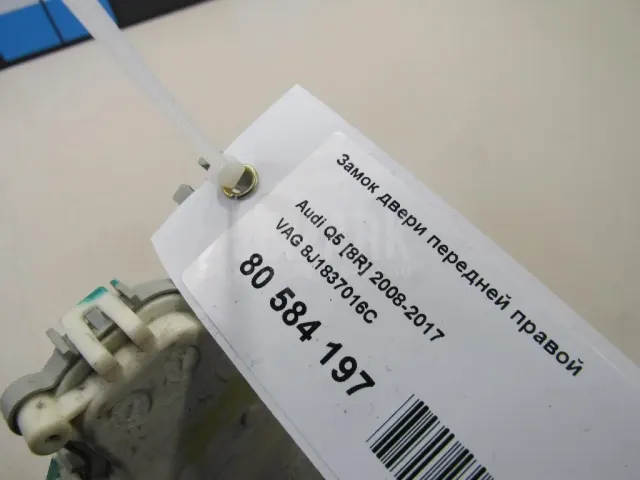 Замок двери передней правой
Audi Q5 [8R] 2008-2017
VAG 8J1837016C
80 584 197